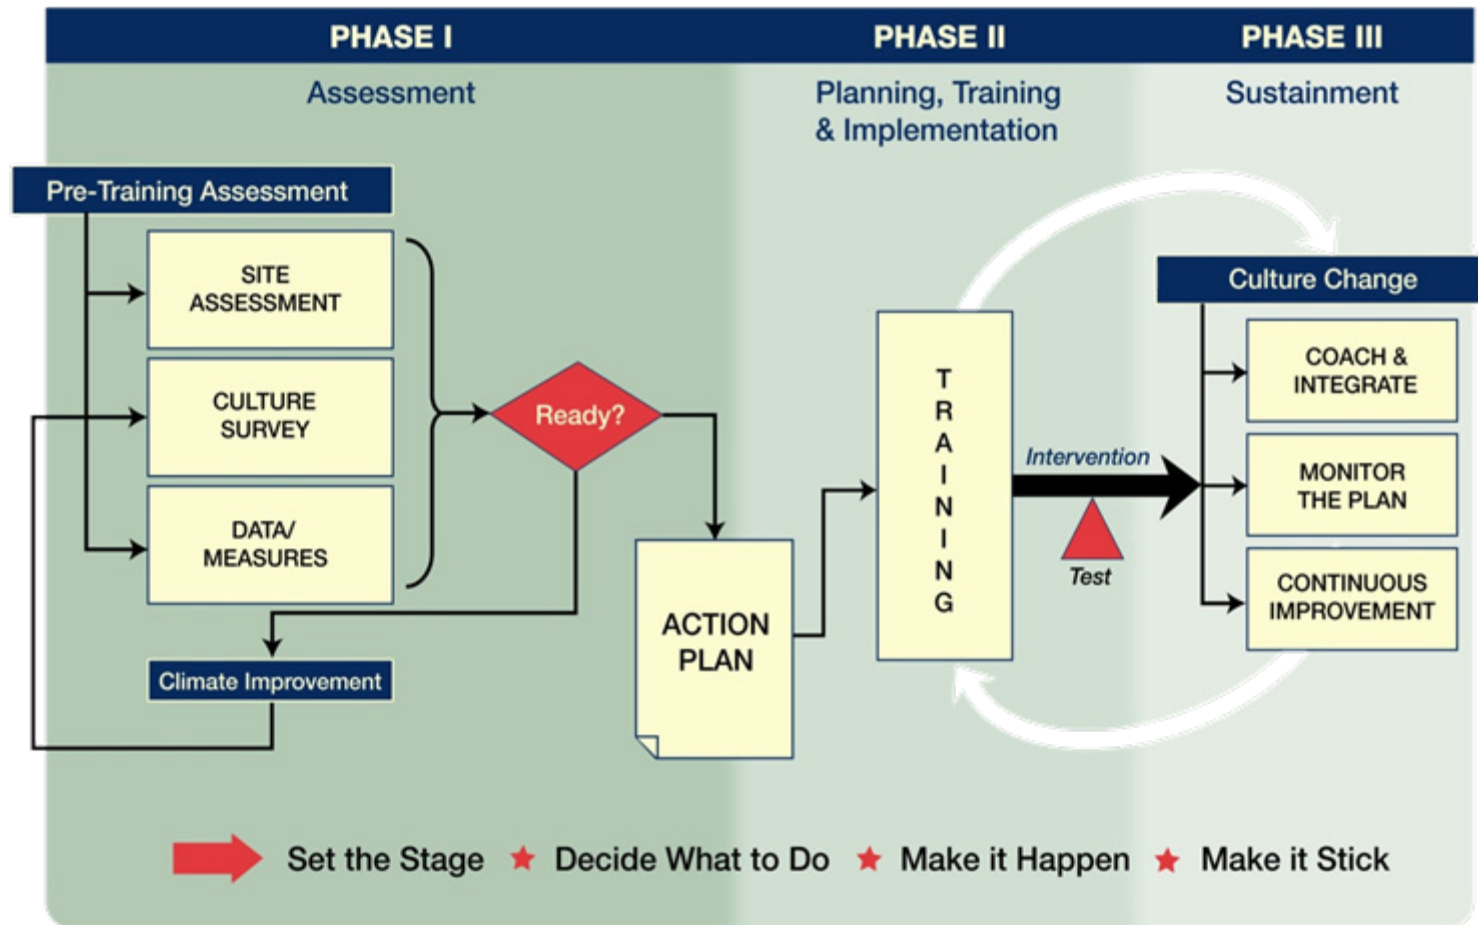 PHASE I
PHASE II
PHASE III
Assessment
Planning, Training
& Implementation
Sustainment
Pre-Training Assessment
SITE
ASSESSMENT
CULTURE
SURVEY
DATA/
MEASURES
Ready?
Climate Improvement
ACTION
PLAN
TRAINING
Intervention
Test
Culture Change
COACH &
INTEGRATE
MONITOR
THE PLAN
CONTINUOUS
IMPROVEMENT
Set the Stage ★ Decide What to Do ★ Make it Happen ★ Make it Stick